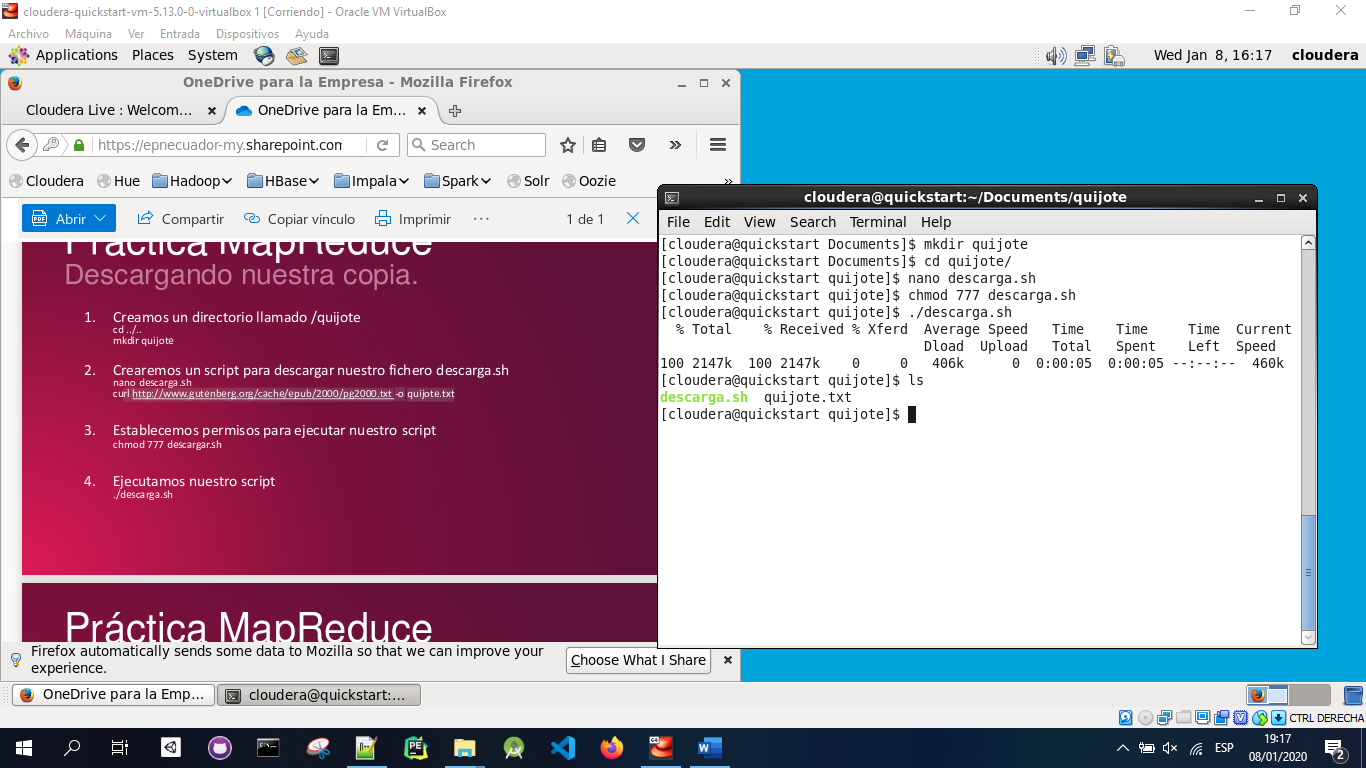 cloudera-quickstart-vm-5.13.0-0-virtualbox 1 [Corriendo] - Oracle VM VirtualBox
Archivo Máquina Ver Entrada Dispositivos Ayuda
Applications Places System Wed Jan 8, 16:17 cloudera
OneDrive para la Empresa - Mozilla Firefox
Cloudera Live : Welcom... OneDrive para la Em...
https://epnecuador-my.sharepoint.com Search
Cloudera Hue Hadoop HBase Impala Spark Solr Oozie
Abrir Compartir Copiar vínculo Imprimir ... 1 de 1
Práctica MapReduce
Descargando nuestra copia.
1. Creamos un directorio llamado /quijote
cd ../..
mkdir quijote
2. Crearemos un script para descargar nuestro fichero descarga.sh
nano descarga.sh
curl http://www.gutenberg.org/cache/epub/2000/pg2000.txt -o quijote.txt
3. Establecemos permisos para ejecutar nuestro script
chmod 777 descargar.sh
4. Ejecutamos nuestro script
./descarga.sh
Práctica MapReduce
Firefox automatically sends some data to Mozilla so that we can improve your
experience.
Choose What I Share
cloudera@quickstart:~/Documents/quijote
File Edit View Search Terminal Help
[cloudera@quickstart Documents]$ mkdir quijote
[cloudera@quickstart Documents]$ cd quijote/
[cloudera@quickstart quijote]$ nano descarga.sh
[cloudera@quickstart quijote]$ chmod 777 descarga.sh
[cloudera@quickstart quijote]$ ./descarga.sh
% Total % Received % Xferd Average Speed Time Time Time Current
Dload Upload Total Spent Left Speed
100 2147k 100 2147k 0 0 406k 0 0:00:05 0:00:05 --:--:-- 460k
[cloudera@quickstart quijote]$ ls
descarga.sh quijote.txt
[cloudera@quickstart quijote]$
OneDrive para la Emp... cloudera@quickstart:...
CTRL DERECHA
ESP
19:17
08/01/2020
2